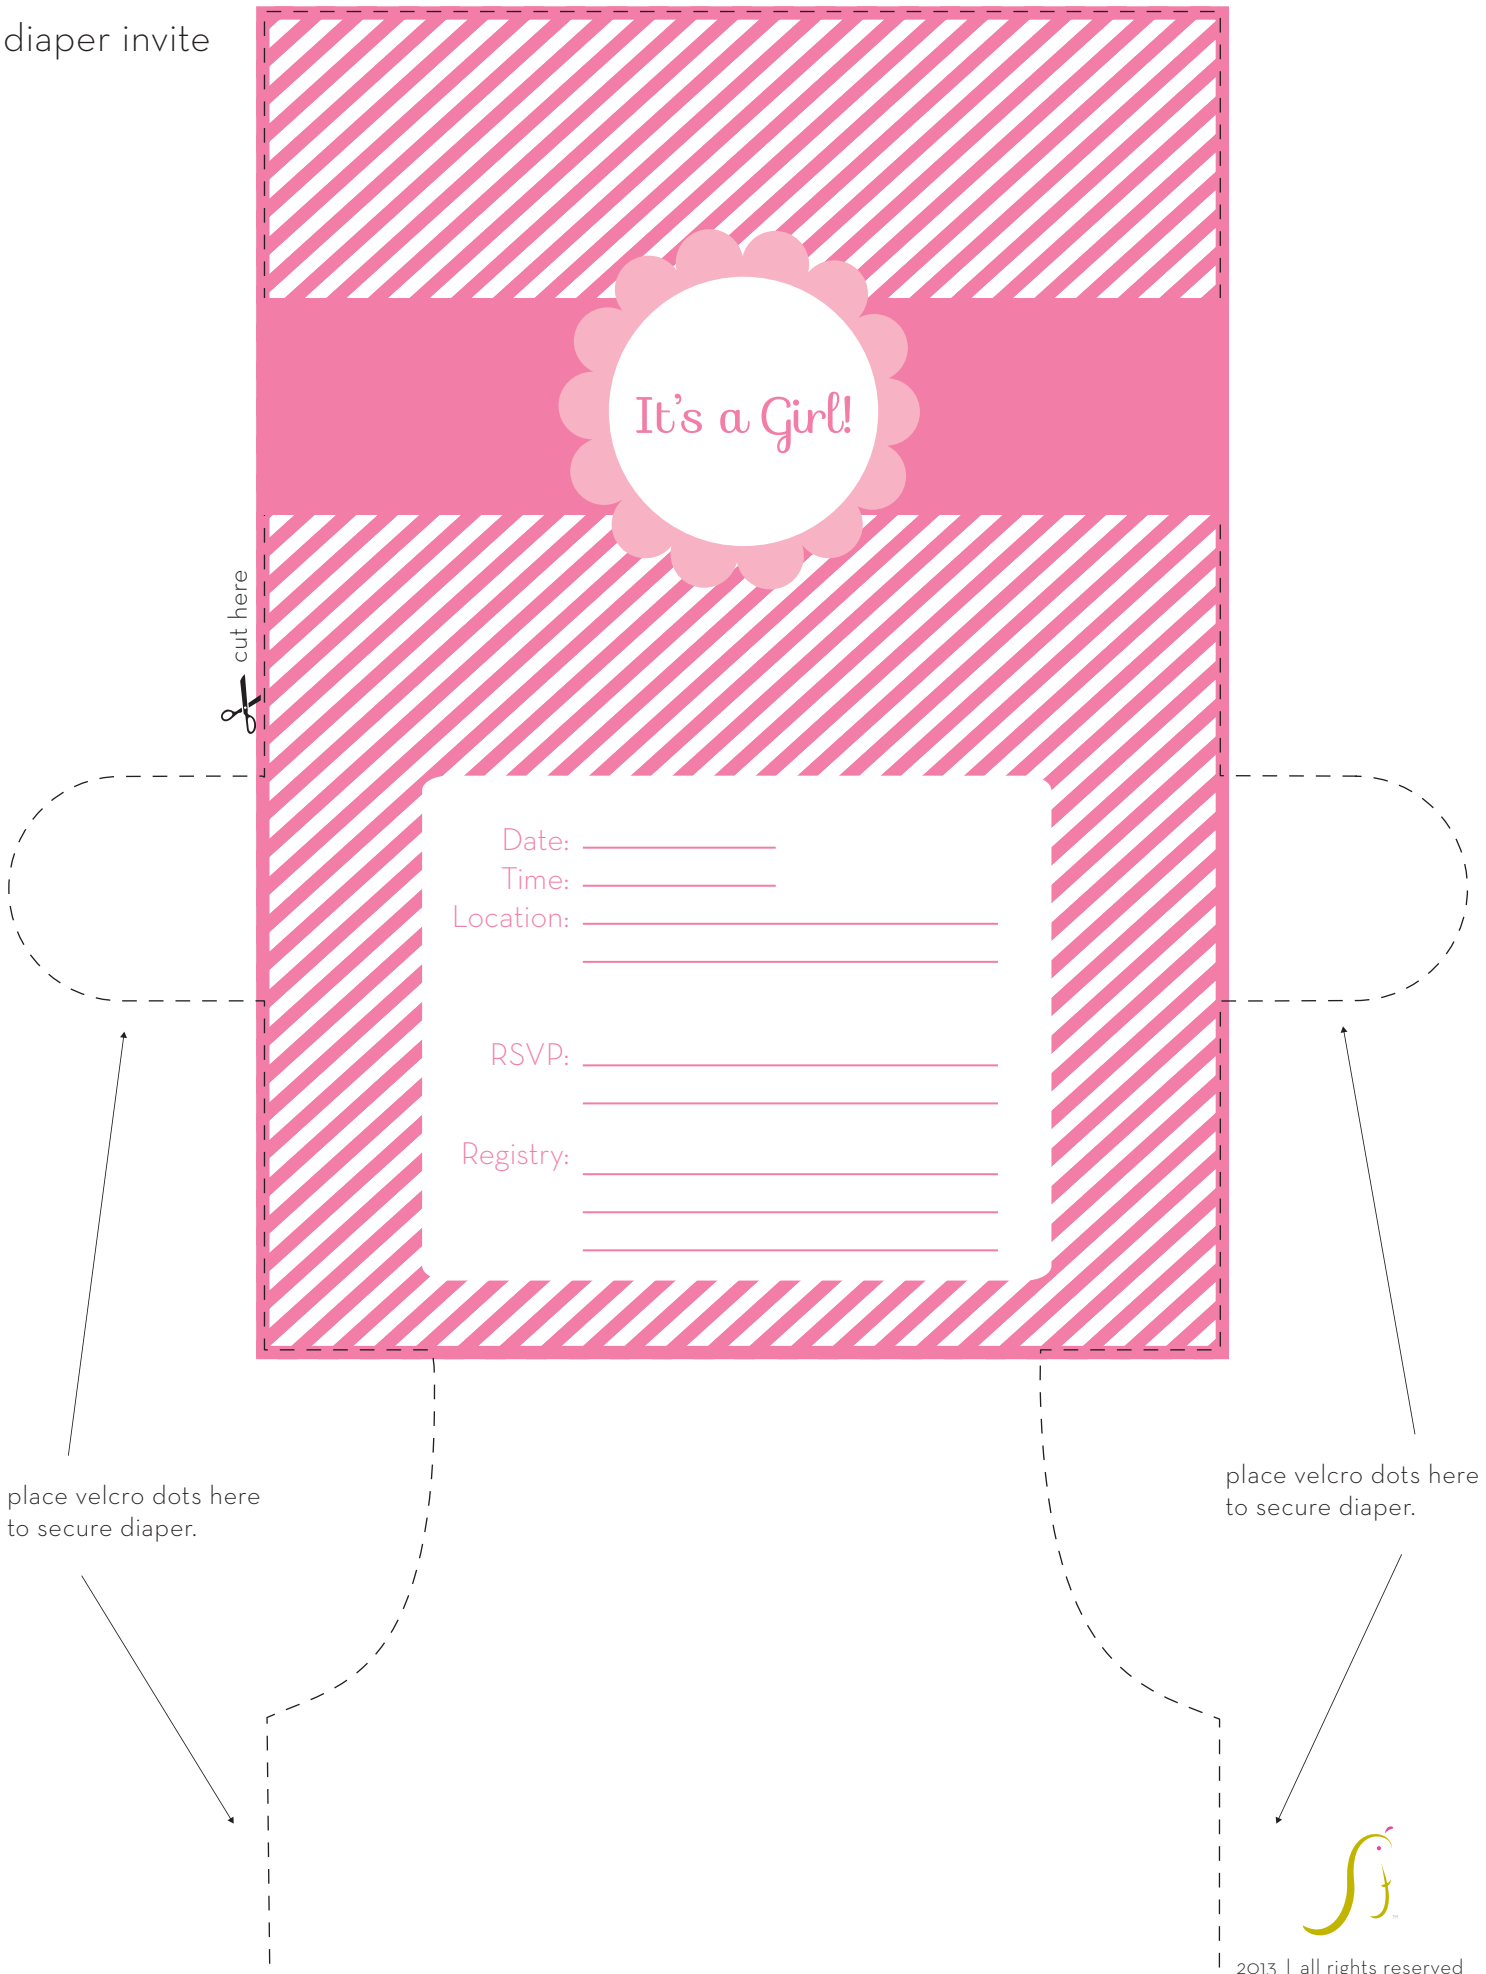 diaper invite
It's a Girl!
cut here
Date:
Time:
Location:
RSVP:
Registry:
place velcro dots here
to secure diaper.
place velcro dots here
to secure diaper.
2013 | all rights reserved